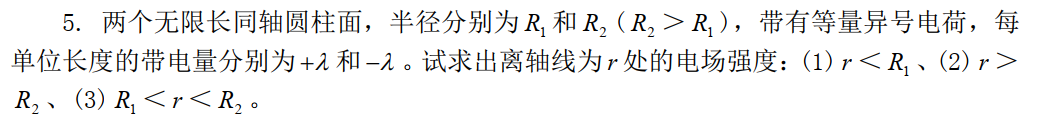 5. 两个无限长同轴圆柱面，半径分别为 R₁ 和 R₂（R₂ > R₁），带有等量异号电荷，每
单位长度的带电量分别为 +λ 和 −λ。试求出离轴线为 r 处的电场强度：(1) r＜R₁、(2) r＞
R₂、(3) R₁＜r＜R₂。